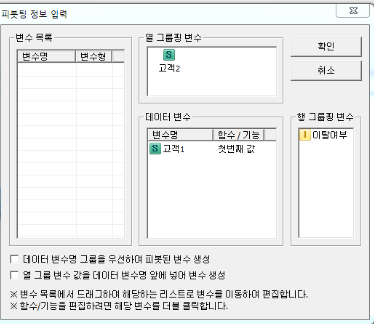 피봇팅 정보 입력
변수 목록
변수명 변수형
열 그룹핑 변수
S
고객2
확인
취소
데이터 변수
변수명 함수 / 기능
S 고객1 첫번째 값
행 그룹핑 변수
I 이탈여부
데이터 변수명 그룹을 우선하여 피봇된 변수 생성
열 그룹 변수 값을 데이터 변수명 앞에 넣어 변수 생성
※ 변수 목록에서 드래그하여 해당하는 리스트로 변수를 이동하여 편집합니다.
※ 함수/기능을 편집하려면 해당 변수를 더블 클릭합니다.